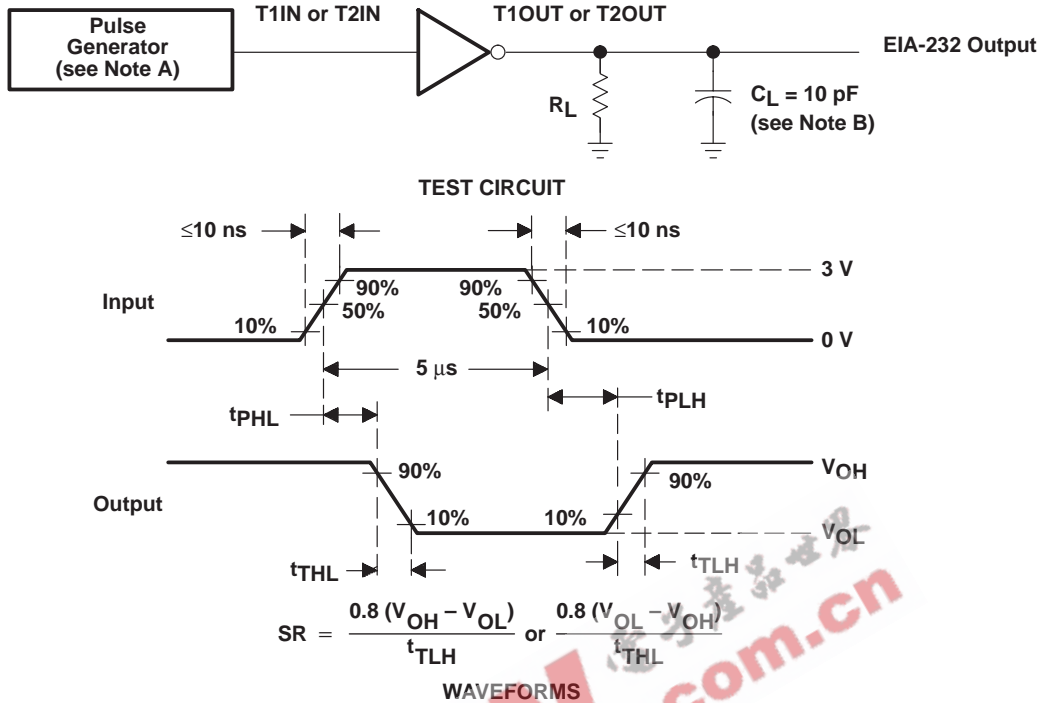 T1IN or T2IN T1OUT or T2OUT
Pulse
Generator
(see Note A)
EIA-232 Output
RL
CL = 10 pF
(see Note B)
TEST CIRCUIT
≤10 ns ≤10 ns
3 V
90% 90%
Input 50% 50%
10% 10%
0 V
5 μs
tPHL tPLH
VOH
90% 90%
Output
10% 10%
VOL
tTHL tTLH
SR = 0.8 (VOH – VOL) / tTLH or 0.8 (VOL – VOH) / tTHL
WAVEFORMS
com.cn